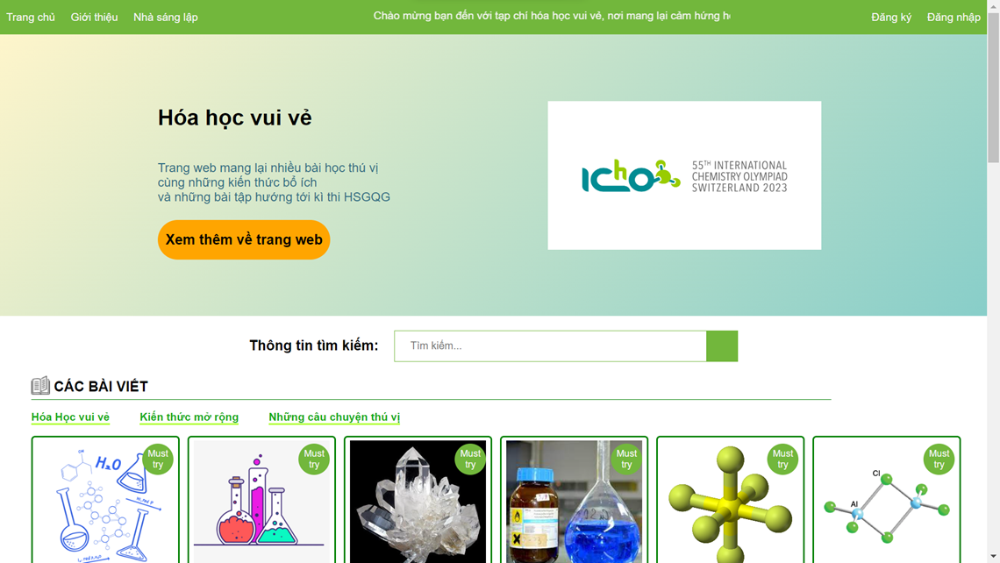 Trang chủ Giới thiệu Nhà sáng lập
Chào mừng bạn đến với tạp chí hóa học vui vẻ, nơi mang lại cảm hứng
Đăng ký Đăng nhập
Hóa học vui vẻ
Trang web mang lại nhiều bài học thú vị
cùng những kiến thức bổ ích
và những bài tập hướng tới kì thi HSGQG
Xem thêm về trang web
IChO
55TH INTERNATIONAL
CHEMISTRY OLYMPIAD
SWITZERLAND 2023
Thông tin tìm kiếm:
Tìm kiếm...
CÁC BÀI VIẾT
Hóa Học vui vẻ Kiến thức mở rộng Những câu chuyện thú vị
Must
try
H₂O
OH
Must
try
Must
try
Must
try
Must
try
Must
try
Cl
Al